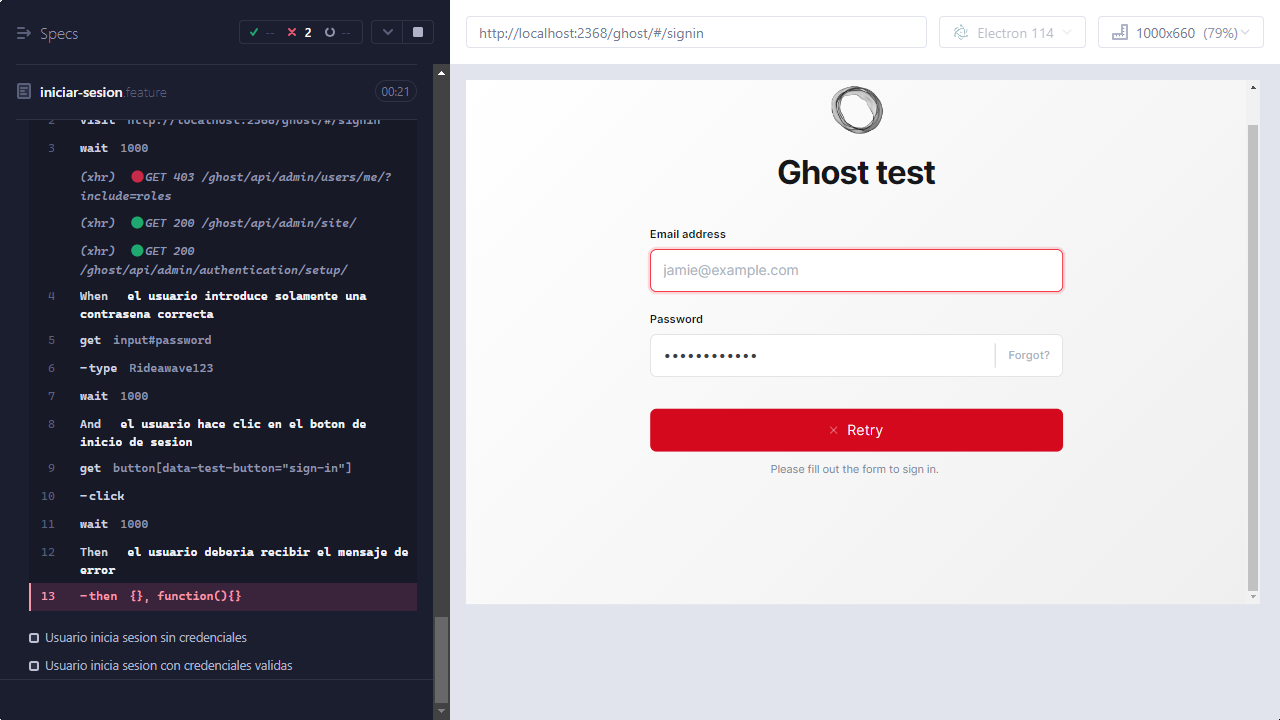 Specs
-- 2 --
iniciar-sesion.feature
00:21
2 visit http://localhost:2368/ghost/#/signin
3 wait 1000
(xhr) GET 403 /ghost/api/admin/users/me/?
include=roles
(xhr) GET 200 /ghost/api/admin/site/
(xhr) GET 200
/ghost/api/admin/authentication/setup/
4 When el usuario introduce solamente una
contrasena correcta
5 get input#password
6 -type Rideawave123
7 wait 1000
8 And el usuario hace clic en el boton de
inicio de sesion
9 get button[data-test-button="sign-in"]
10 -click
11 wait 1000
12 Then el usuario deberia recibir el mensaje de
error
13 -then {}, function(){}
Usuario inicia sesion sin credenciales
Usuario inicia sesion con credenciales validas
http://localhost:2368/ghost/#/signin
Electron 114
1000x660 (79%)
Ghost test
Email address
jamie@example.com
Password
••••••••••••
Forgot?
× Retry
Please fill out the form to sign in.